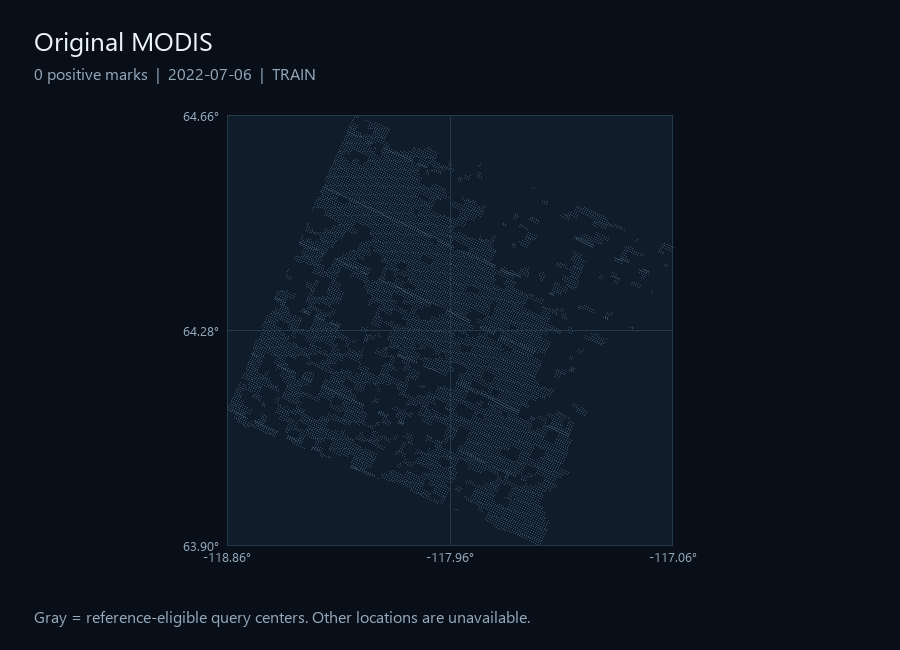 Original MODIS
0 positive marks | 2022-07-06 | TRAIN
64.66°
64.28°
63.90°
-118.86°
-117.96°
-117.06°
Gray = reference-eligible query centers. Other locations are unavailable.